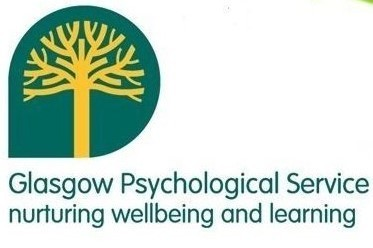 Glasgow Psychological Service
nurturing wellbeing and learning